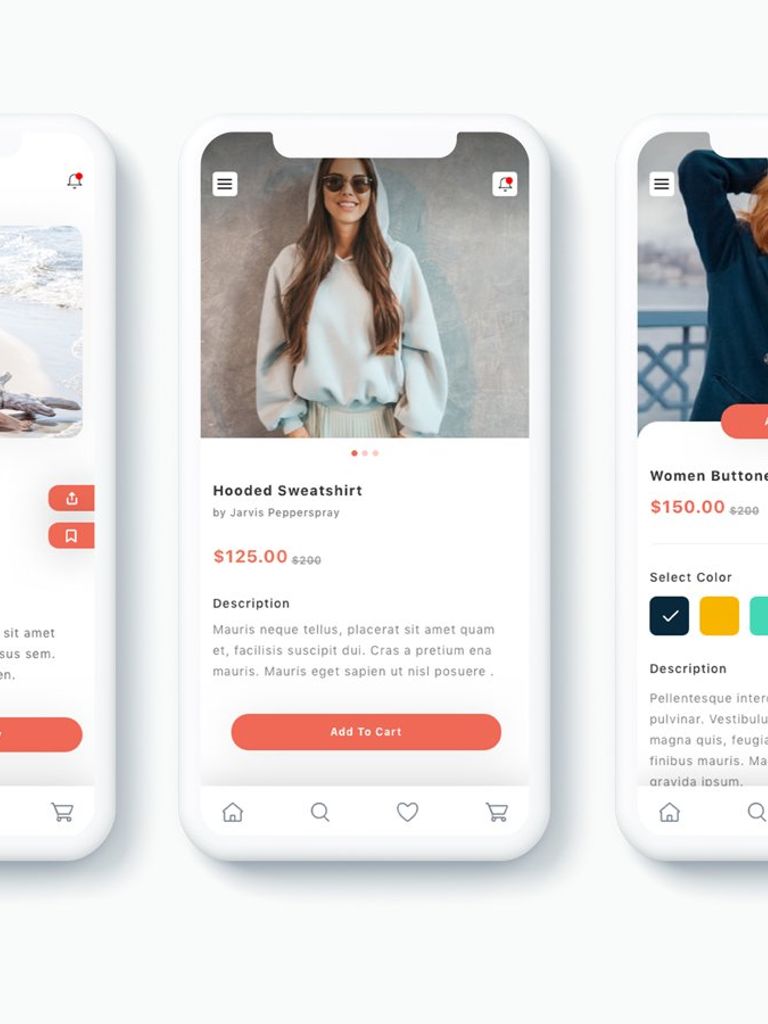 sit amet
sus sem.
en.
Hooded Sweatshirt
by Jarvis Pepperspray
$125.00 $200
Description
Mauris neque tellus, placerat sit amet quam
et, facilisis suscipit dui. Cras a pretium ena
mauris. Mauris eget sapien ut nisl posuere .
Add To Cart
Women Buttone
$150.00 $200
Select Color
Description
Pellentesque inter
pulvinar. Vestibulu
magna quis, feugia
finibus mauris. Ma
gravida ipsum.